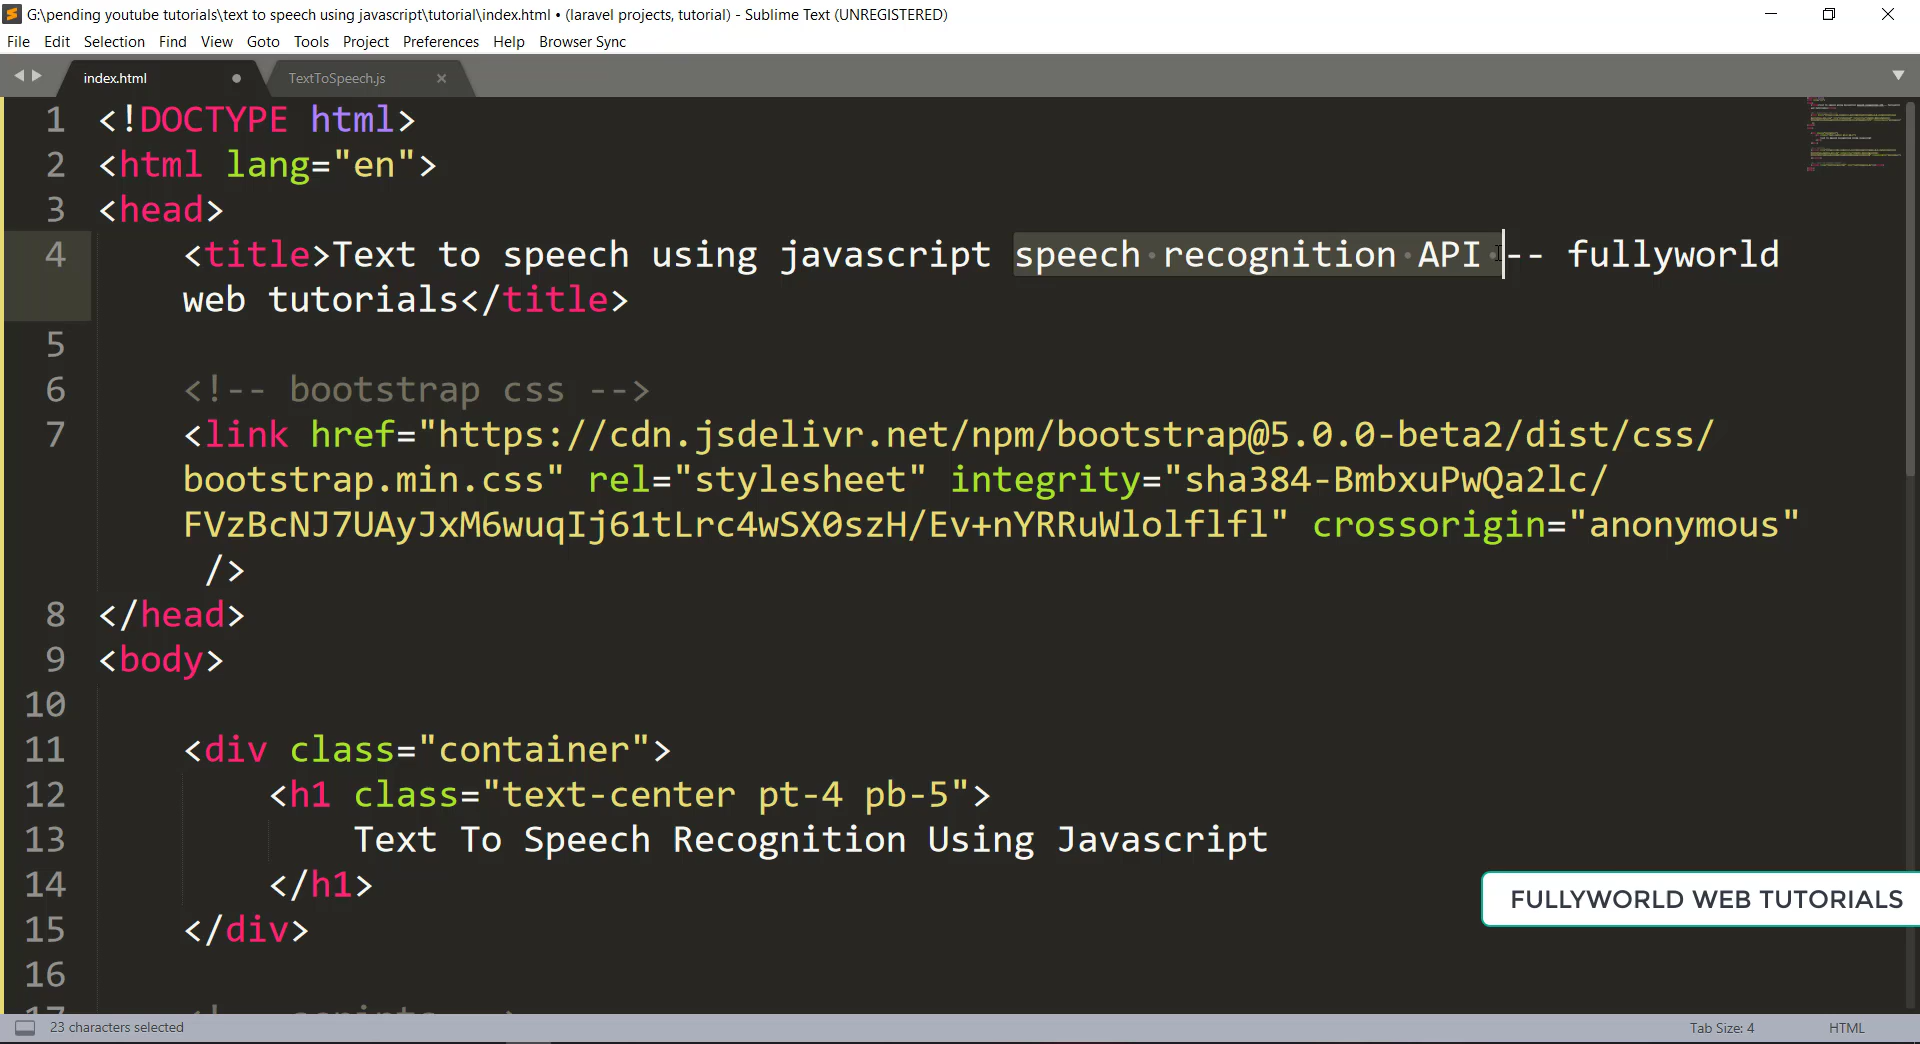 G:\pending youtube tutorials\text to speech using javascript\tutorial\index.html • (laravel projects, tutorial) - Sublime Text (UNREGISTERED)
File Edit Selection Find View Goto Tools Project Preferences Help Browser Sync
index.html TextToSpeech.js
1 <!DOCTYPE html>
2 <html lang="en">
3 <head>
4 <title>Text to speech using javascript speech recognition API -- fullyworld
web tutorials</title>
5
6 <!-- bootstrap css -->
7 <link href="https://cdn.jsdelivr.net/npm/bootstrap@5.0.0-beta2/dist/css/
bootstrap.min.css" rel="stylesheet" integrity="sha384-BmbxuPwQa2lc/
FVzBcNJ7UAyJxM6wuqIj61tLrc4wSX0szH/Ev+nYRRuWlolflfl" crossorigin="anonymous"
/>
8 </head>
9 <body>
10
11 <div class="container">
12 <h1 class="text-center pt-4 pb-5">
13 Text To Speech Recognition Using Javascript
14 </h1>
15 </div>
16
FULLYWORLD WEB TUTORIALS
23 characters selected Tab Size: 4 HTML